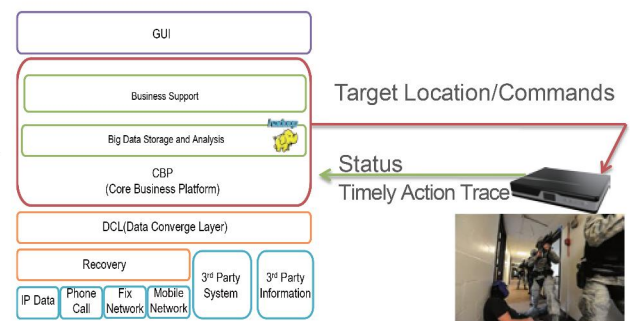 GUI
Business Support
Big Data Storage and Analysis
hadoop
CBP
(Core Business Platform)
DCL(Data Converge Layer)
Recovery
IP Data
Phone
Call
Fix
Network
Mobile
Network
3rd Party
System
3rd Party
Information
Target Location/Commands
Status
Timely Action Trace